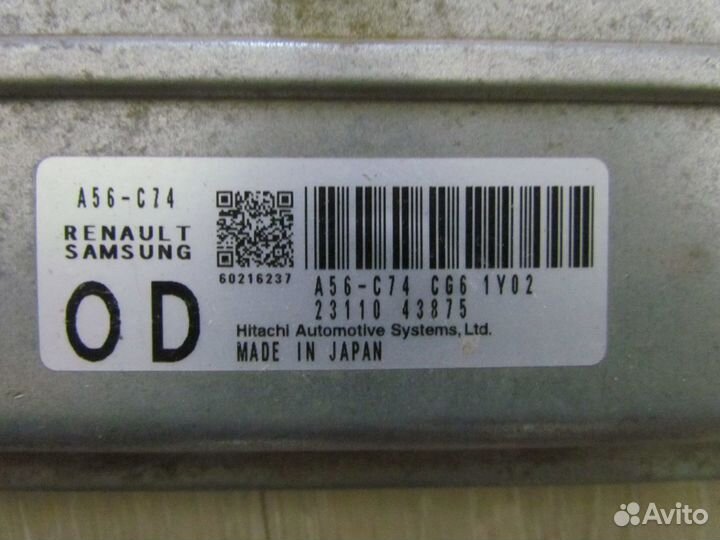 A56-C74
RENAULT
SAMSUNG
OD
60216237
A56-C74 CG6 1Y02
23110 43875
Hitachi Automotive Systems, Ltd.
MADE IN JAPAN
Avito